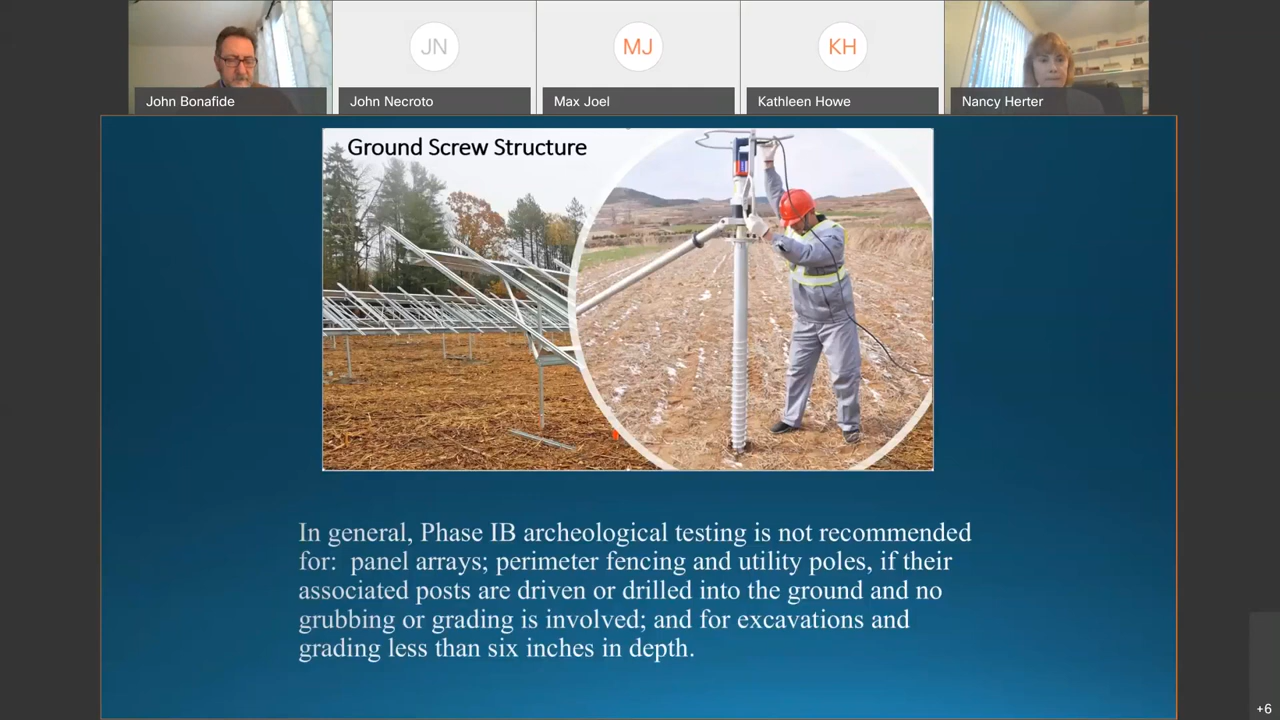 JN
MJ
KH
John Bonafide
John Necroto
Max Joel
Kathleen Howe
Nancy Herter
Ground Screw Structure
In general, Phase IB archeological testing is not recommended
for:  panel arrays; perimeter fencing and utility poles, if their
associated posts are driven or drilled into the ground and no
grubbing or grading is involved; and for excavations and
grading less than six inches in depth.
+6